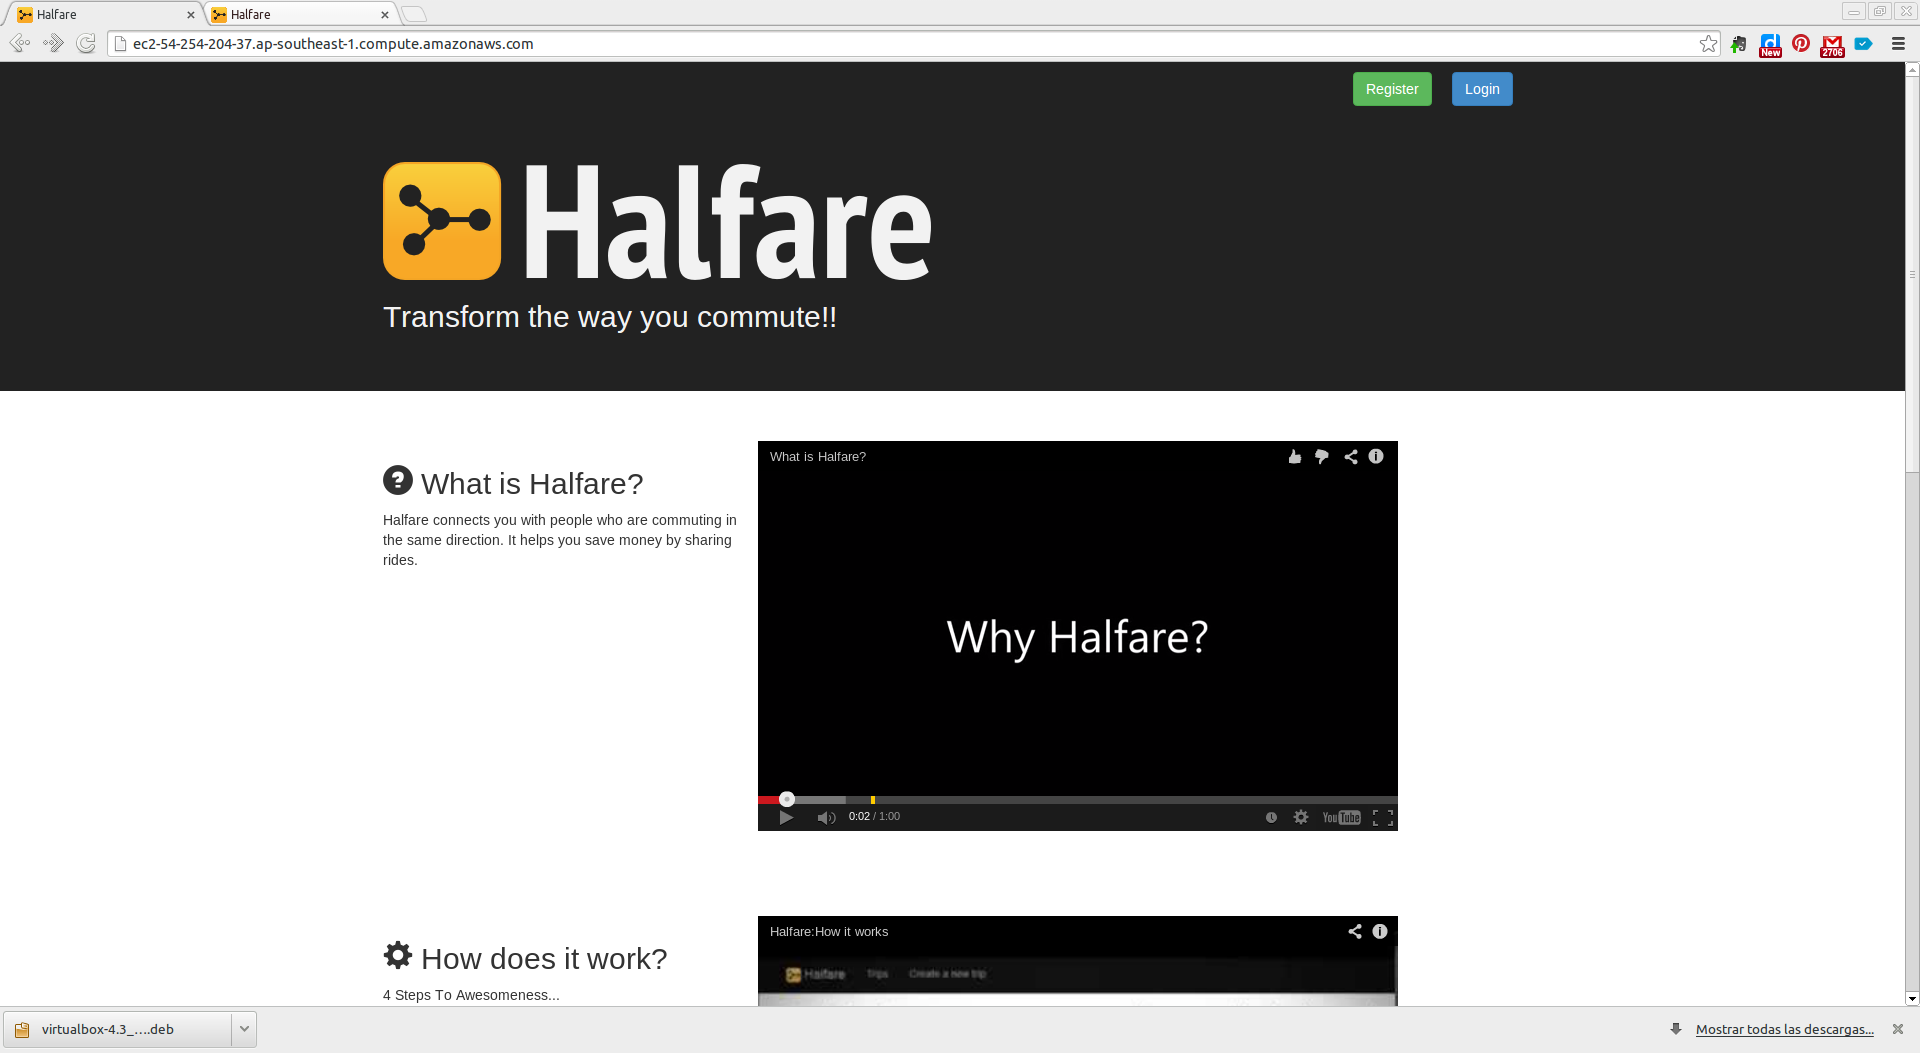 Halfare
Halfare
ec2-54-254-204-37.ap-southeast-1.compute.amazonaws.com
New
2706
Register
Login
Halfare
Transform the way you commute!!
What is Halfare?
Halfare connects you with people who are commuting in
the same direction. It helps you save money by sharing
rides.
What is Halfare?
Why Halfare?
0:02 / 1:00
YouTube
How does it work?
4 Steps To Awesomeness...
Halfare:How it works
Halfare Trips Create a new trip
virtualbox-4.3_....deb
Mostrar todas las descargas...